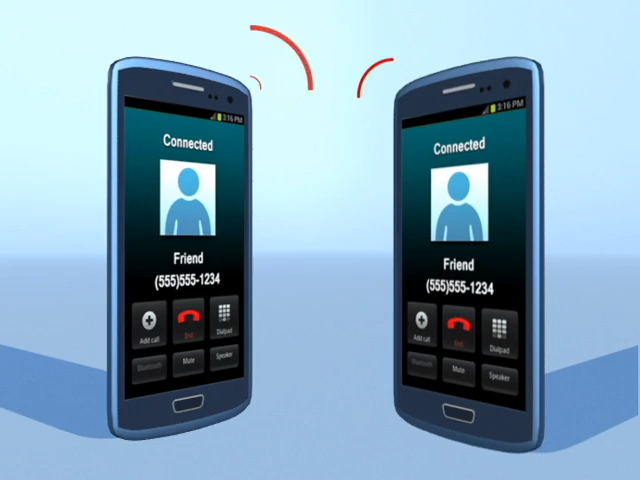 3:16 PM
Connected
Friend
(555)555-1234
Add call
End
Dialpad
Bluetooth
Mute
Speaker
3:16 PM
Connected
Friend
(555)555-1234
Add call
End
Dialpad
Bluetooth
Mute
Speaker